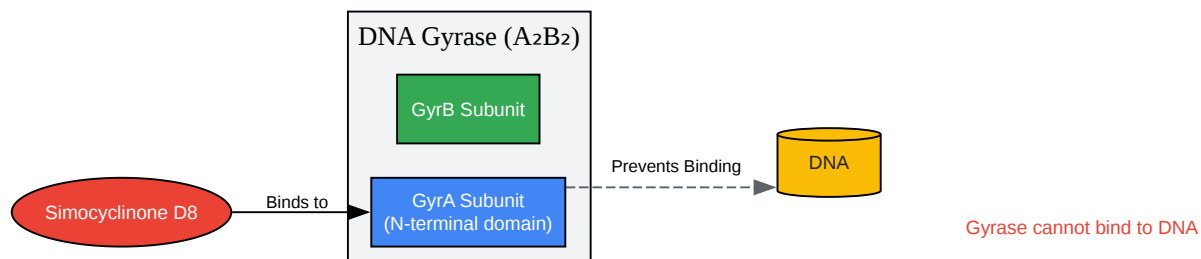 DNA Gyrase (A₂B₂)
GyrB Subunit
Simocyclinone D8
Binds to
GyrA Subunit
(N-terminal domain)
Prevents Binding
DNA
Gyrase cannot bind to DNA